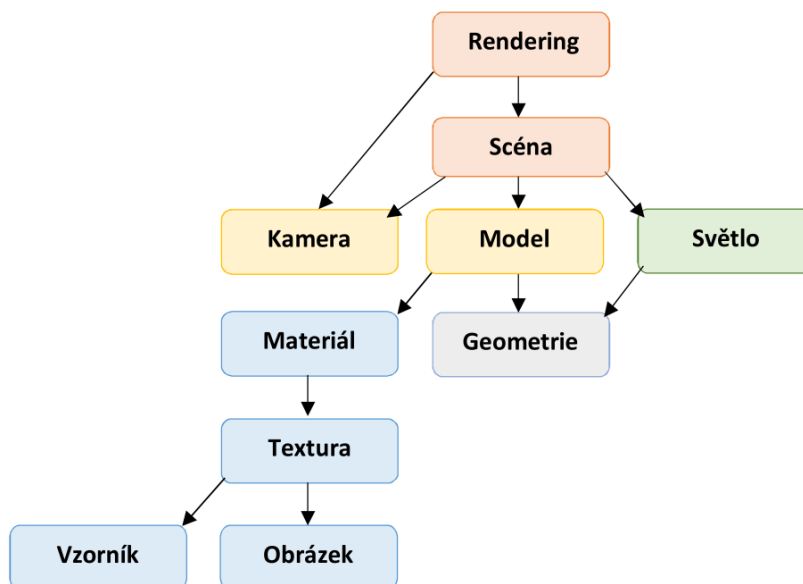 Rendering
Scéna
Kamera
Model
Světlo
Materiál
Geometrie
Textura
Vzorník
Obrázek